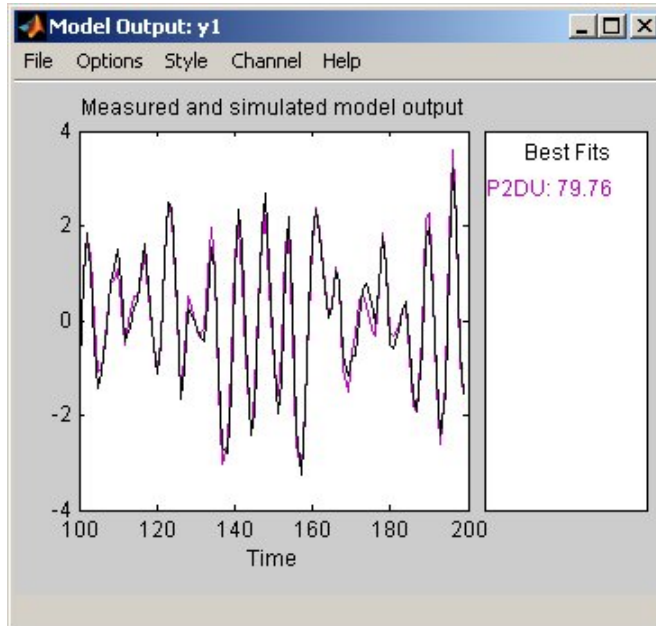 Model Output: y1
File Options Style Channel Help
Measured and simulated model output
Best Fits
P2DU: 79.76
4
2
0
-2
-4
100 120 140 160 180 200
Time